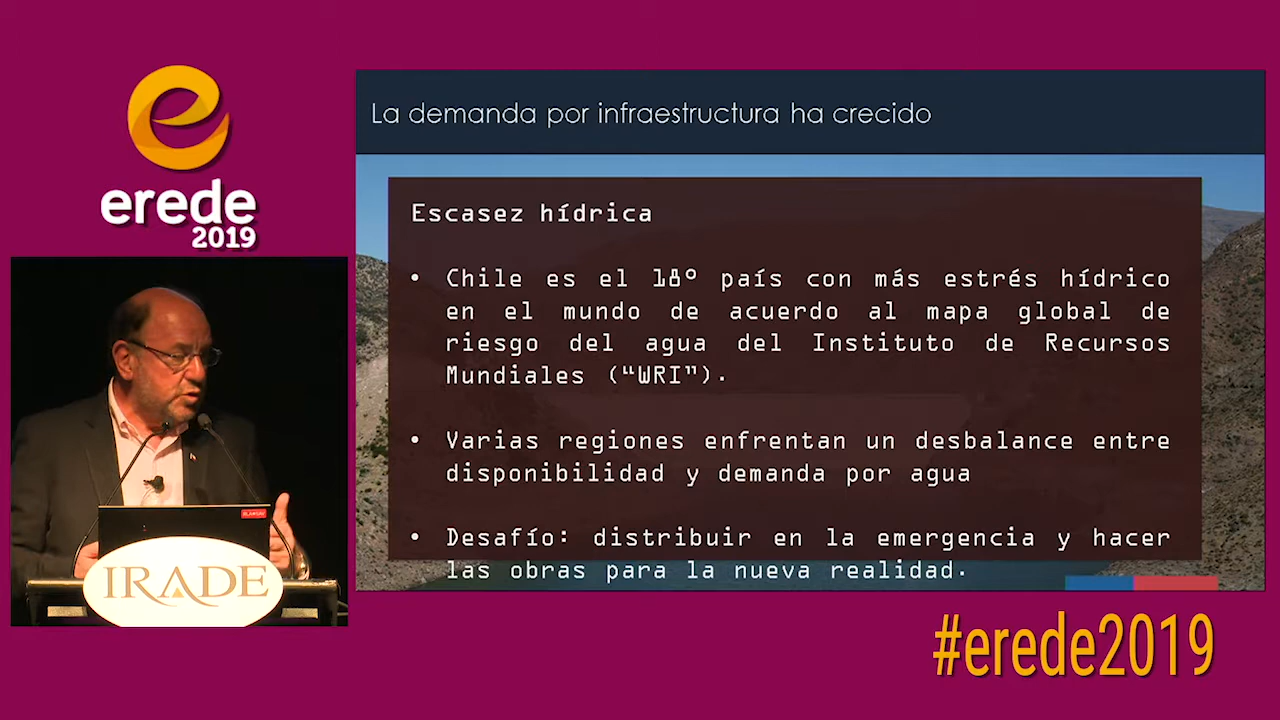 erede
2019
La demanda por infraestructura ha crecido
Escasez hídrica
• Chile es el 18° país con más estrés hídrico
en el mundo de acuerdo al mapa global de
riesgo del agua del Instituto de Recursos
Mundiales (“WRI”).
• Varias regiones enfrentan un desbalance entre
disponibilidad y demanda por agua
• Desafío: distribuir en la emergencia y hacer
las obras para la nueva realidad.
IRADE
#erede2019